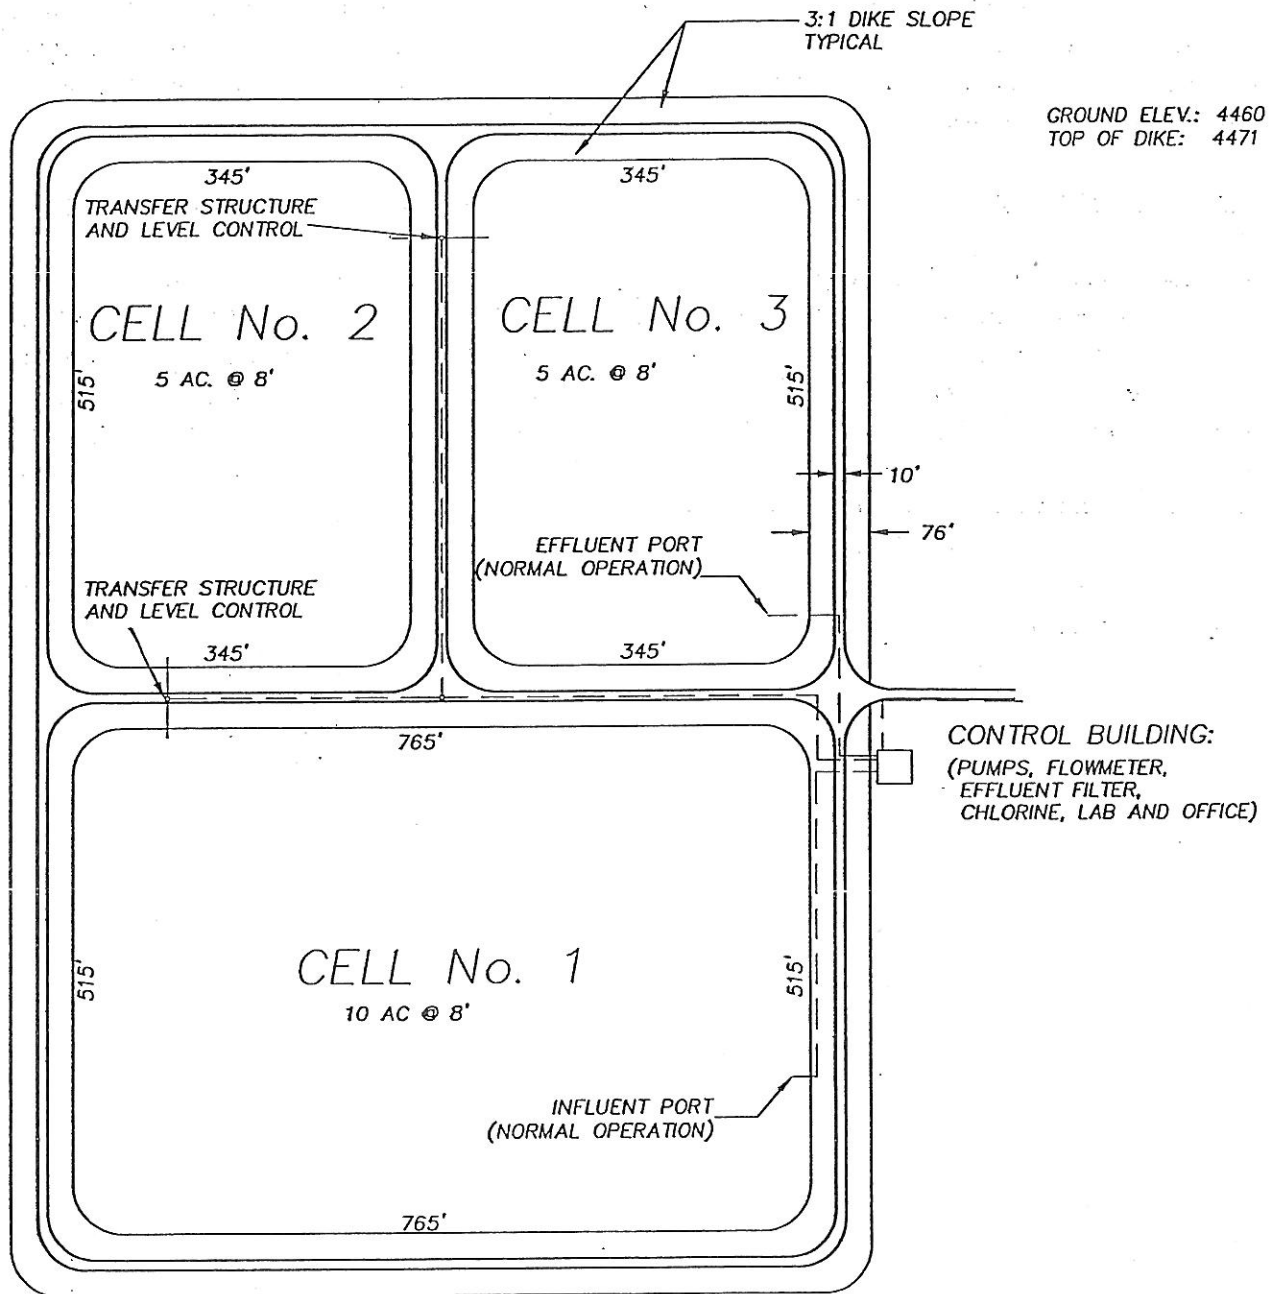 3:1 DIKE SLOPE
TYPICAL
GROUND ELEV.: 4460
TOP OF DIKE: 4471
345'
345'
TRANSFER STRUCTURE
AND LEVEL CONTROL
CELL No. 2
5 AC. @ 8'
515'
CELL No. 3
5 AC. @ 8'
515'
10'
76'
EFFLUENT PORT
(NORMAL OPERATION)
TRANSFER STRUCTURE
AND LEVEL CONTROL
345'
345'
765'
CONTROL BUILDING:
(PUMPS, FLOWMETER,
EFFLUENT FILTER,
CHLORINE, LAB AND OFFICE)
CELL No. 1
10 AC @ 8'
515'
515'
INFLUENT PORT
(NORMAL OPERATION)
765'